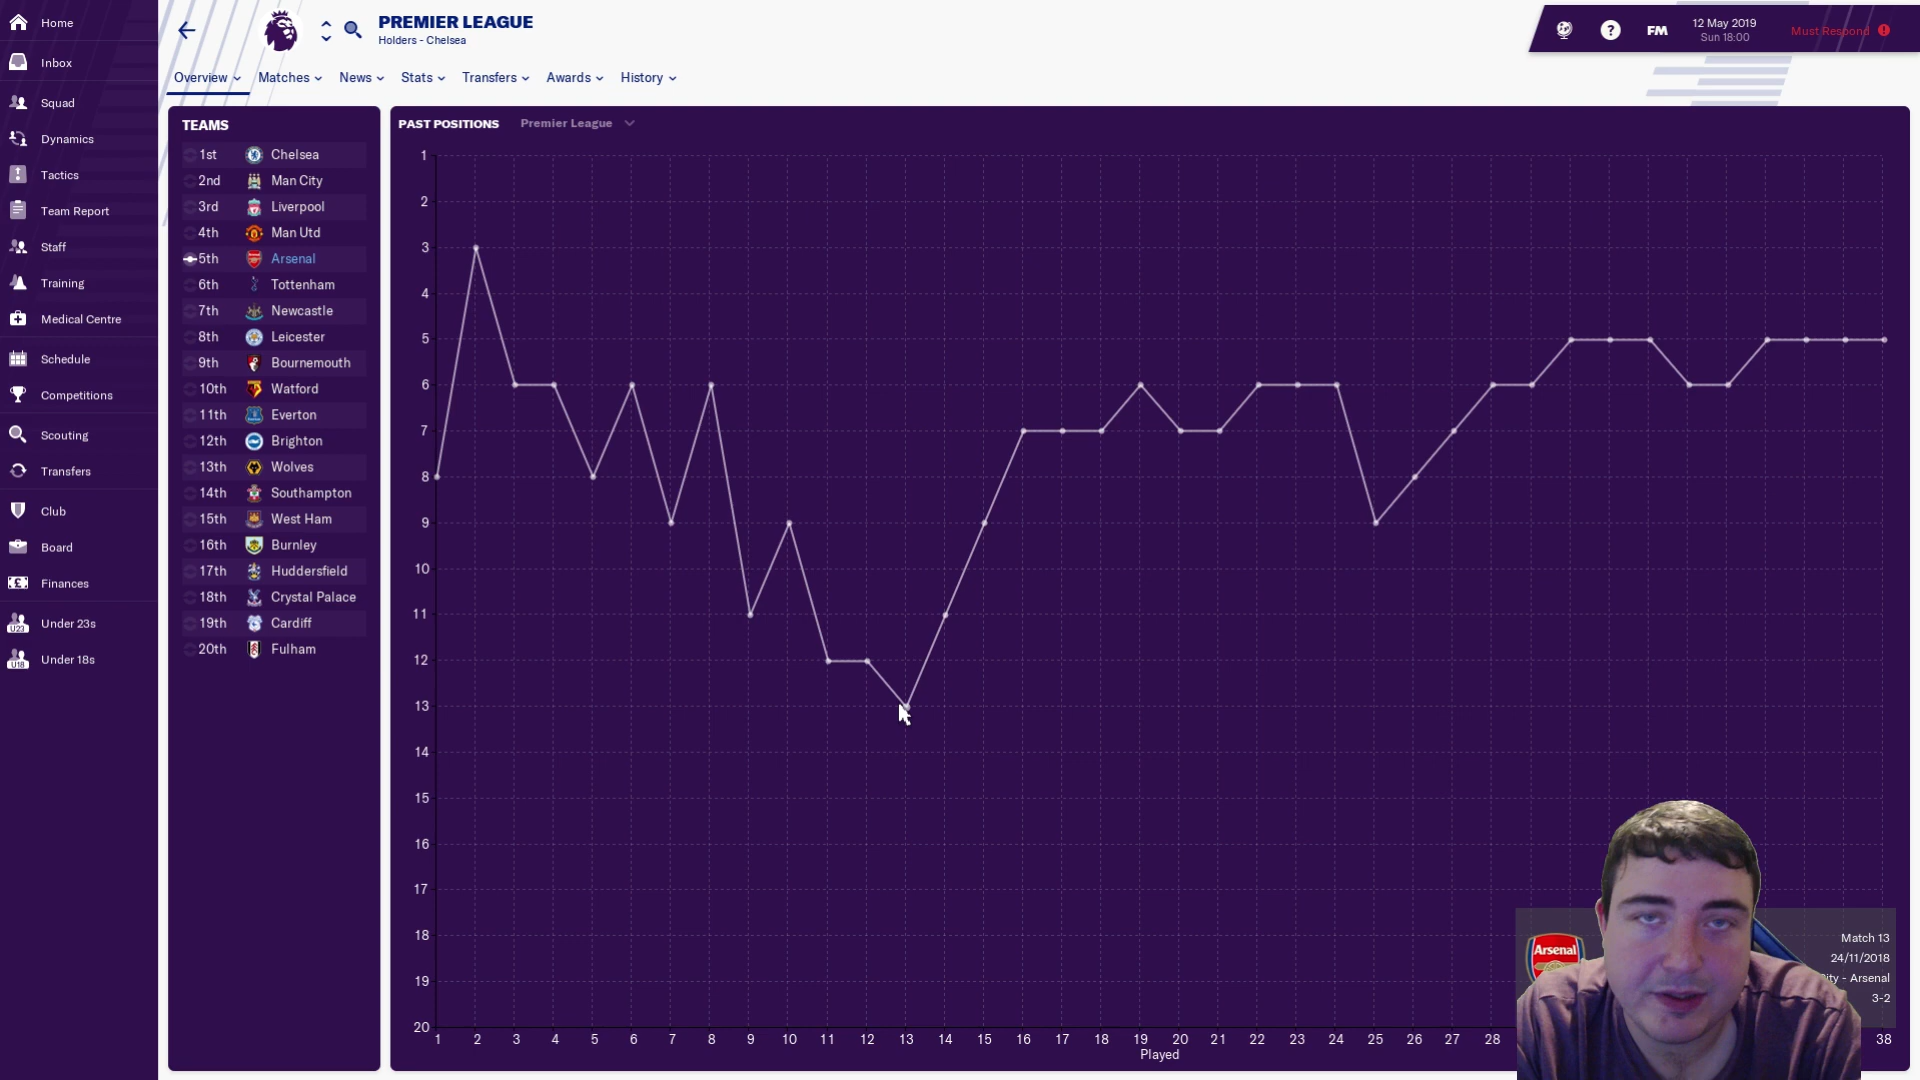 Home
Inbox
Squad
Dynamics
Tactics
Team Report
Staff
Training
Medical Centre
Schedule
Competitions
Scouting
Transfers
Club
Board
Finances
U23
Under 23s
U18
Under 18s
PREMIER LEAGUE
Holders - Chelsea
? FM
12 May 2019
Sun 18:00
Must Respond !
Overview Matches News Stats Transfers Awards History
TEAMS
1st Chelsea
2nd Man City
3rd Liverpool
4th Man Utd
5th Arsenal
6th Tottenham
7th Newcastle
8th Leicester
9th Bournemouth
10th Watford
11th Everton
12th Brighton
13th Wolves
14th Southampton
15th West Ham
16th Burnley
17th Huddersfield
18th Crystal Palace
19th Cardiff
20th Fulham
PAST POSITIONS Premier League
1
2
3
4
5
6
7
8
9
10
11
12
13
14
15
16
17
18
19
20
1 2 3 4 5 6 7 8 9 10 11 12 13 14 15 16 17 18 19 20 21 22 23 24 25 26 27 28 38
Played
Arsenal
Match 13
24/11/2018
- Arsenal
3-2